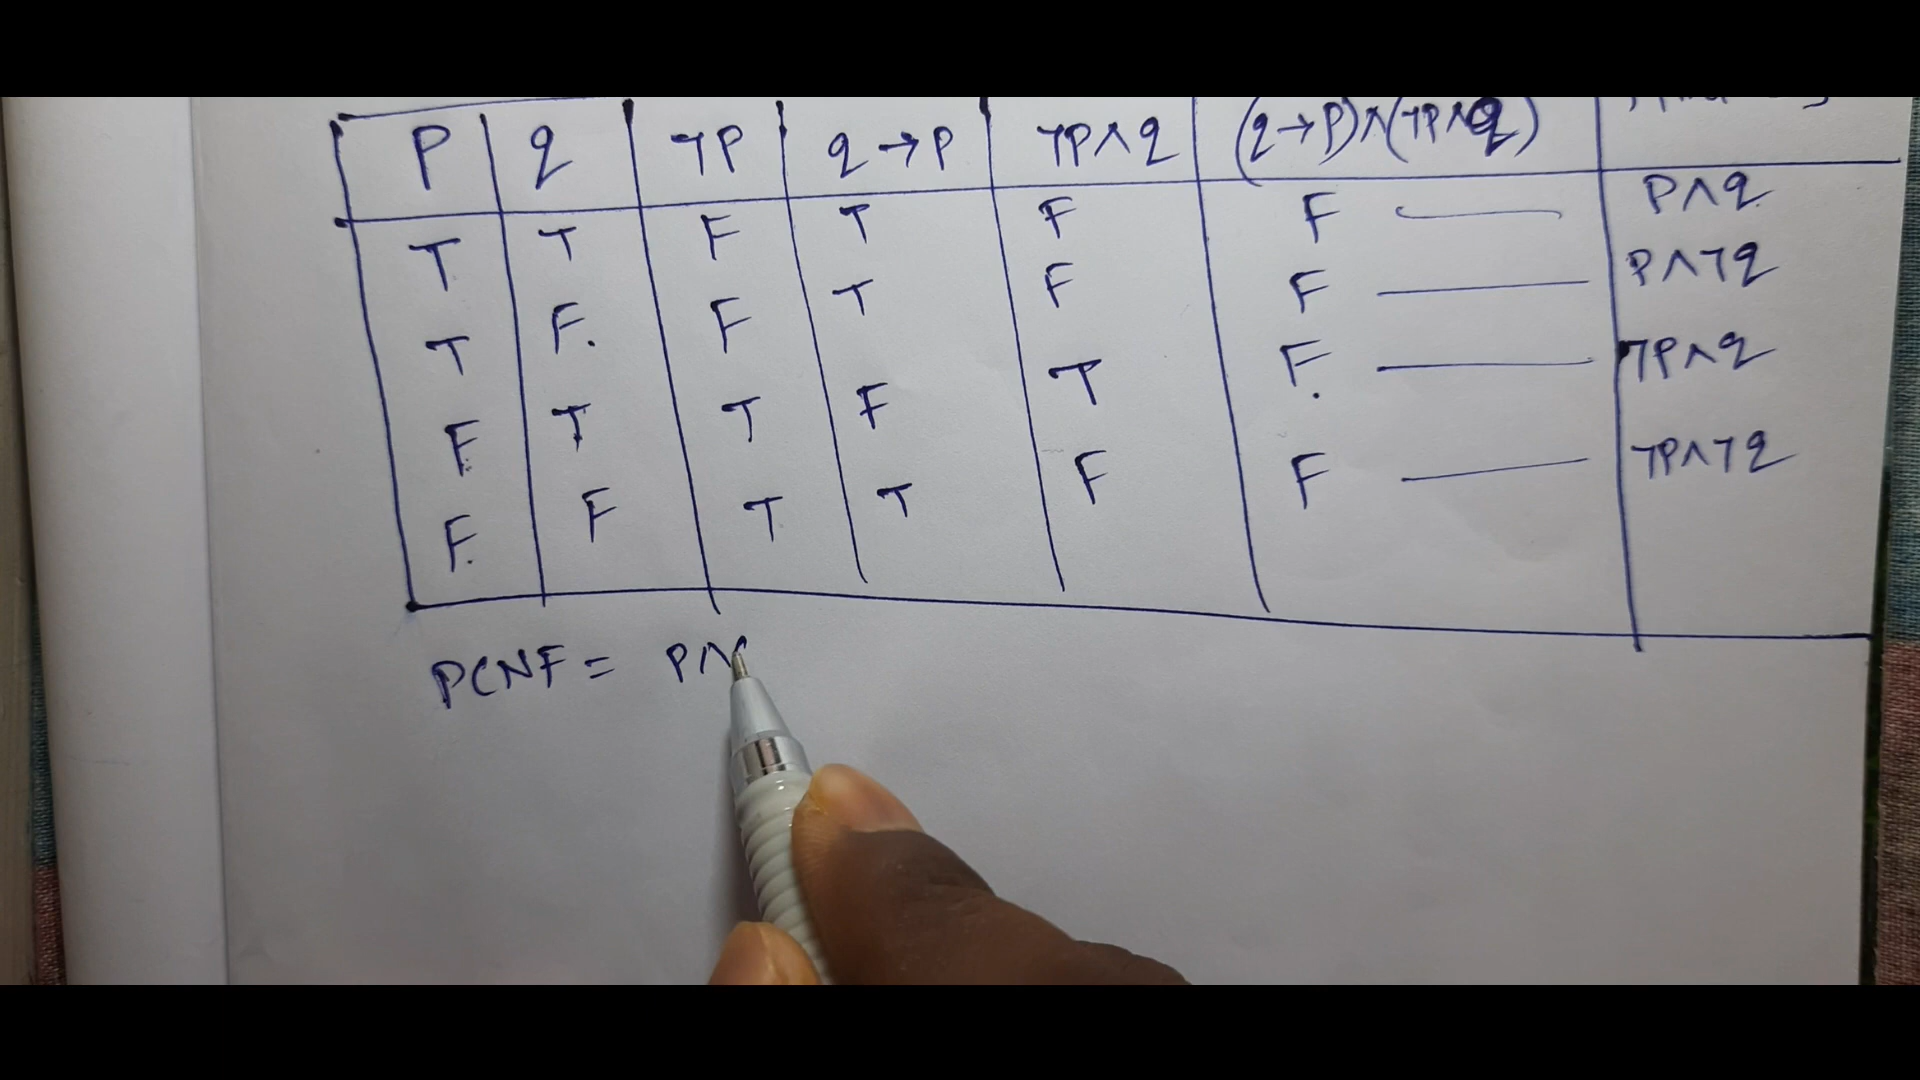 P q ¬P q→P ¬P∧q (q→P)∧(¬P∧q)
T T F T F F P∧q
T F. F T F F P∧¬q
F T T F T F. ¬P∧q
F. F T T F F ¬P∧¬q
PCNF = P∧